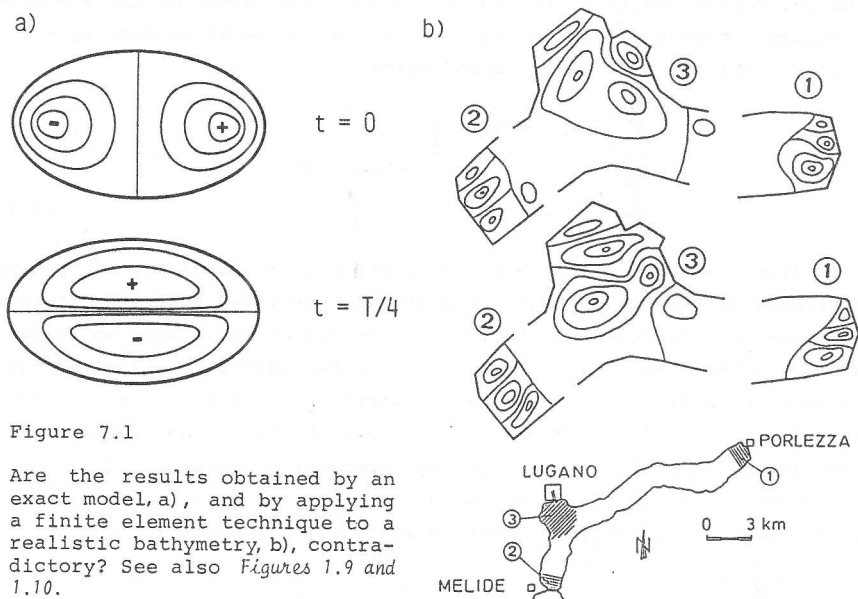 a)
b)
t = 0
t = T/4
- +
+
-
③
①
②
③
①
②
Figure 7.1
Are the results obtained by an
exact model, a), and by applying
a finite element technique to a
realistic bathymetry, b), contra-
dictory? See also Figures 1.9 and
1.10.
PORLEZZA
①
LUGANO
③
0 3 km
N
②
MELIDE